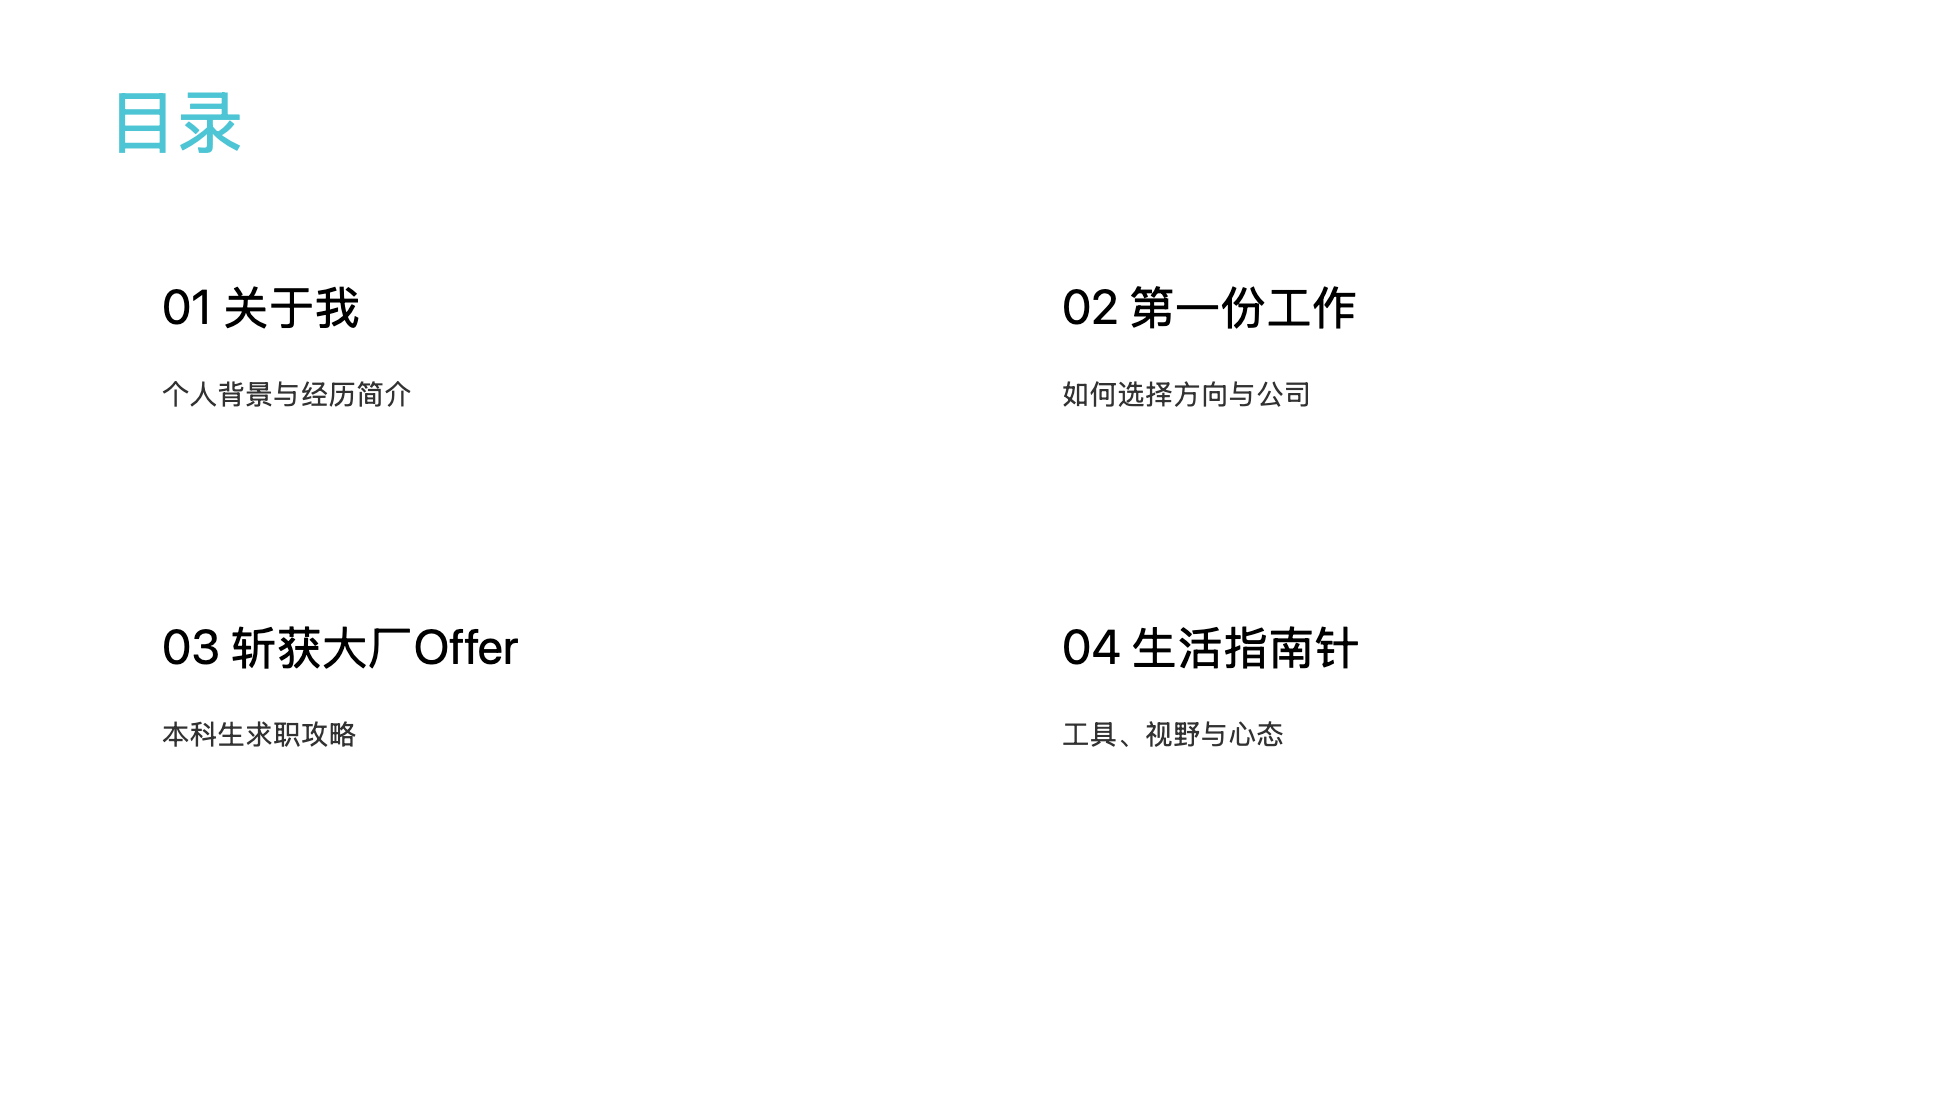 目录
01 关于我
个人背景与经历简介
02 第一份工作
如何选择方向与公司
03 斩获大厂Offer
本科生求职攻略
04 生活指南针
工具、视野与心态